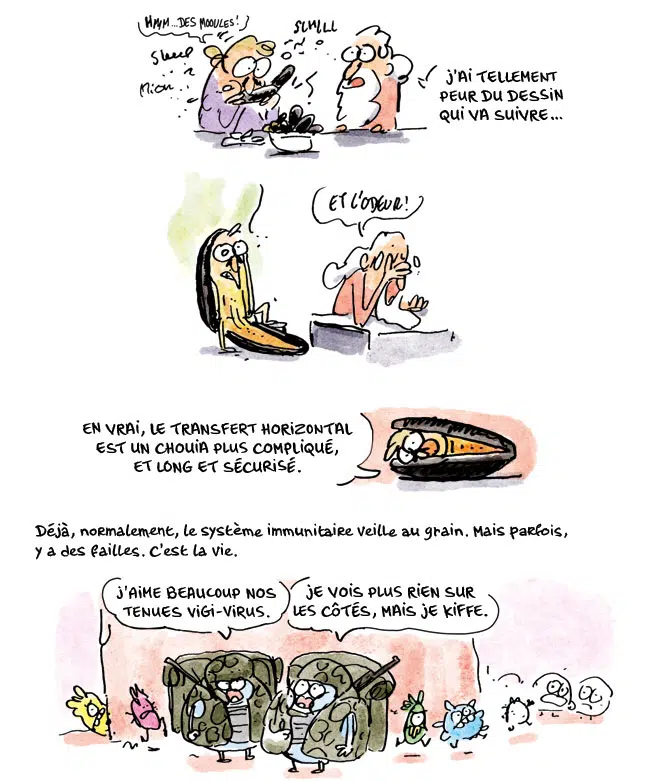 HMM...DES MOULES!
SLURP
MIOM
SLURLL
J'AI TELLEMENT
PEUR DU DESSIN
QUI VA SUIVRE...
ET L'ODEUR!
EN VRAI, LE TRANSFERT HORIZONTAL
EST UN CHOUIA PLUS COMPLIQUÉ,
ET LONG ET SÉCURISÉ.
Déjà, normalement, le système immunitaire veille au grain. Mais parfois,
y a des failles. C'est la vie.
J'AIME BEAUCOUP NOS
TENUES VIGI-VIRUS.
JE VOIS PLUS RIEN SUR
LES CÔTÉS, MAIS JE KIFFE.